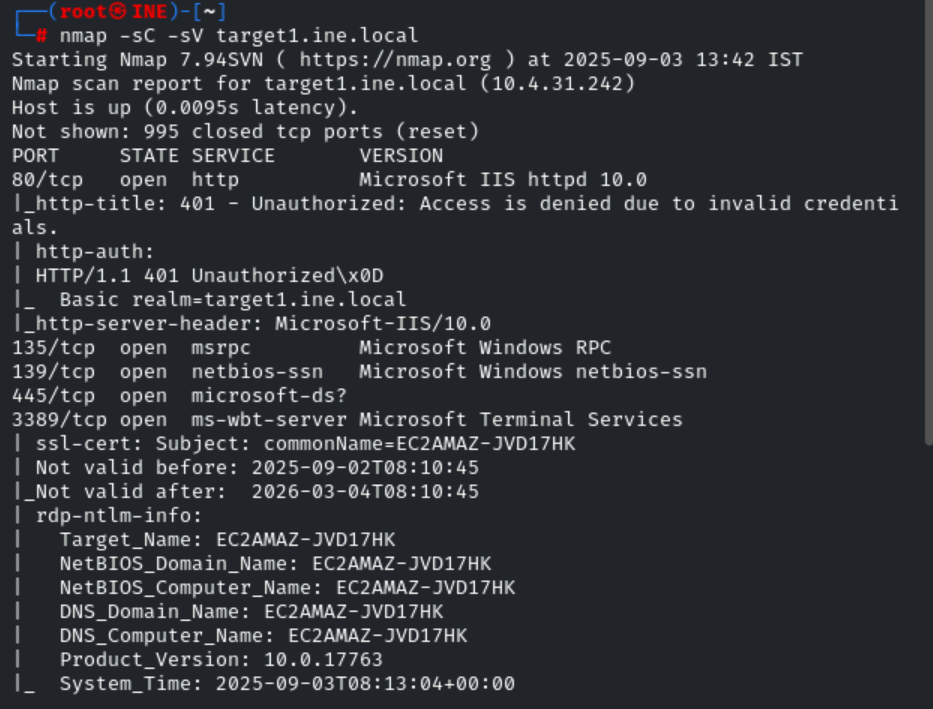 ┌──(root㉿INE)-[~]
└─# nmap -sC -sV target1.ine.local
Starting Nmap 7.94SVN ( https://nmap.org ) at 2025-09-03 13:42 IST
Nmap scan report for target1.ine.local (10.4.31.242)
Host is up (0.0095s latency).
Not shown: 995 closed tcp ports (reset)
PORT     STATE SERVICE       VERSION
80/tcp   open  http          Microsoft IIS httpd 10.0
|_http-title: 401 - Unauthorized: Access is denied due to invalid credenti
als.
| http-auth:
| HTTP/1.1 401 Unauthorized\x0D
|_  Basic realm=target1.ine.local
|_http-server-header: Microsoft-IIS/10.0
135/tcp  open  msrpc         Microsoft Windows RPC
139/tcp  open  netbios-ssn   Microsoft Windows netbios-ssn
445/tcp  open  microsoft-ds?
3389/tcp open  ms-wbt-server Microsoft Terminal Services
| ssl-cert: Subject: commonName=EC2AMAZ-JVD17HK
| Not valid before: 2025-09-02T08:10:45
|_Not valid after:  2026-03-04T08:10:45
| rdp-ntlm-info:
|   Target_Name: EC2AMAZ-JVD17HK
|   NetBIOS_Domain_Name: EC2AMAZ-JVD17HK
|   NetBIOS_Computer_Name: EC2AMAZ-JVD17HK
|   DNS_Domain_Name: EC2AMAZ-JVD17HK
|   DNS_Computer_Name: EC2AMAZ-JVD17HK
|   Product_Version: 10.0.17763
|_  System_Time: 2025-09-03T08:13:04+00:00